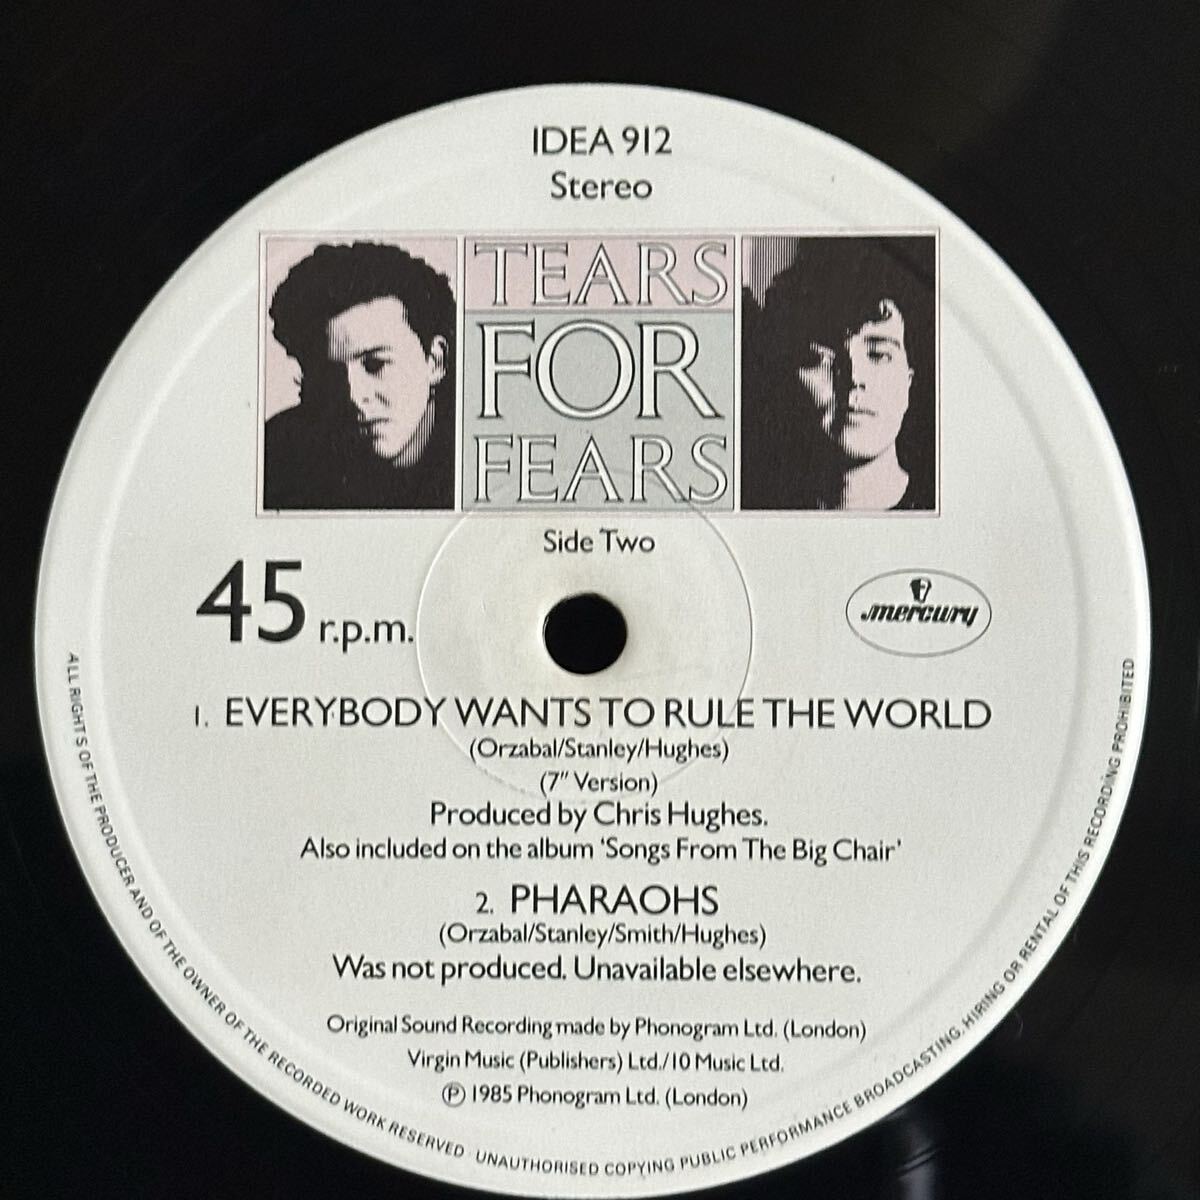 IDEA 912
Stereo
TEARS
FOR
FEARS
Side Two
45 r.p.m.
mercury
1. EVERYBODY WANTS TO RULE THE WORLD
(Orzabal/Stanley/Hughes)
(7" Version)
Produced by Chris Hughes.
Also included on the album 'Songs From The Big Chair'
2. PHARAOHS
(Orzabal/Stanley/Smith/Hughes)
Was not produced. Unavailable elsewhere.
Original Sound Recording made by Phonogram Ltd. (London)
Virgin Music (Publishers) Ltd./10 Music Ltd.
℗ 1985 Phonogram Ltd. (London)
ALL RIGHTS OF THE PRODUCER AND OF THE OWNER OF THE RECORDED WORK RESERVED UNAUTHORISED COPYING PUBLIC PERFORMANCE BROADCASTING, HIRING OR RENTAL OF THIS RECORDING PROHIBITED